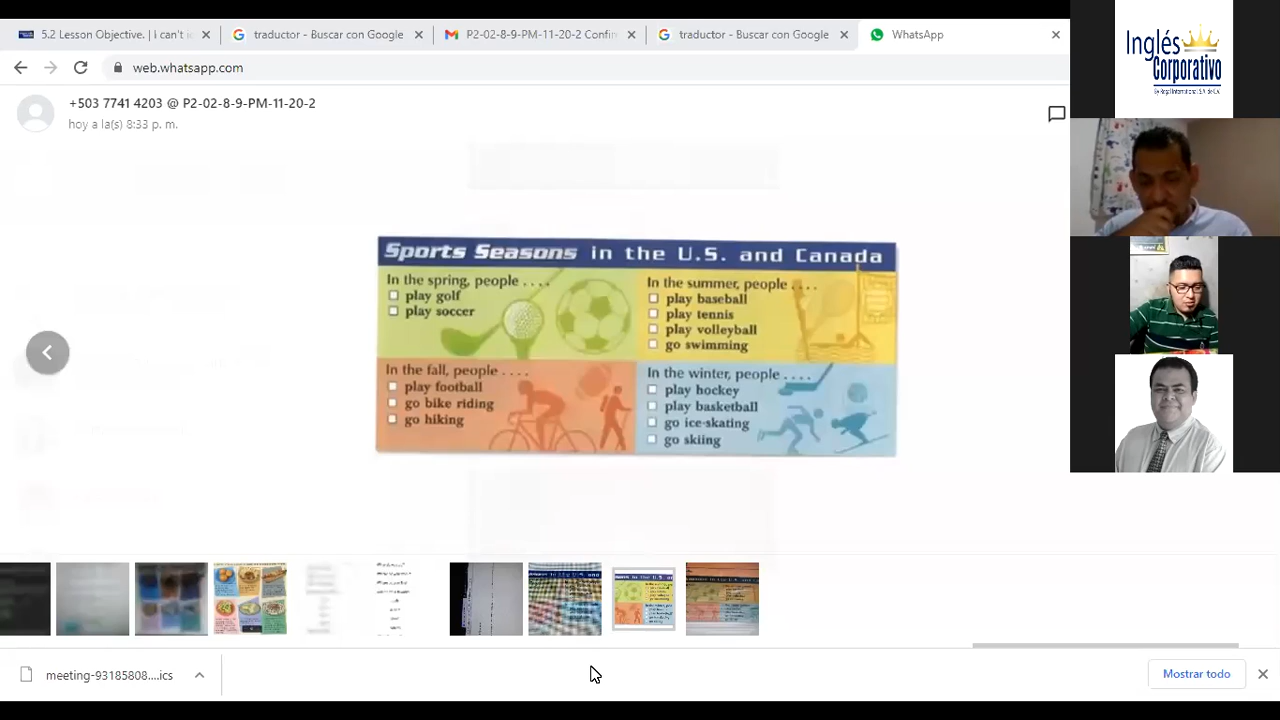 5.2 Lesson Objective. | I can't
traductor - Buscar con Google
P2-02-8-9-PM-11-20-2 Confir
traductor - Buscar con Google
WhatsApp
web.whatsapp.com
+503 7741 4203 @ P2-02-8-9-PM-11-20-2
hoy a la(s) 8:33 p. m.
Inglés
Corporativo
Sports Seasons in the U.S. and Canada
In the spring, people . . . .
play golf
play soccer
In the summer, people . . . .
play baseball
play tennis
play volleyball
go swimming
In the fall, people . . . .
play football
go bike riding
go hiking
In the winter, people . . . .
play hockey
play basketball
go ice-skating
go skiing
meeting-93185808....ics
Mostrar todo